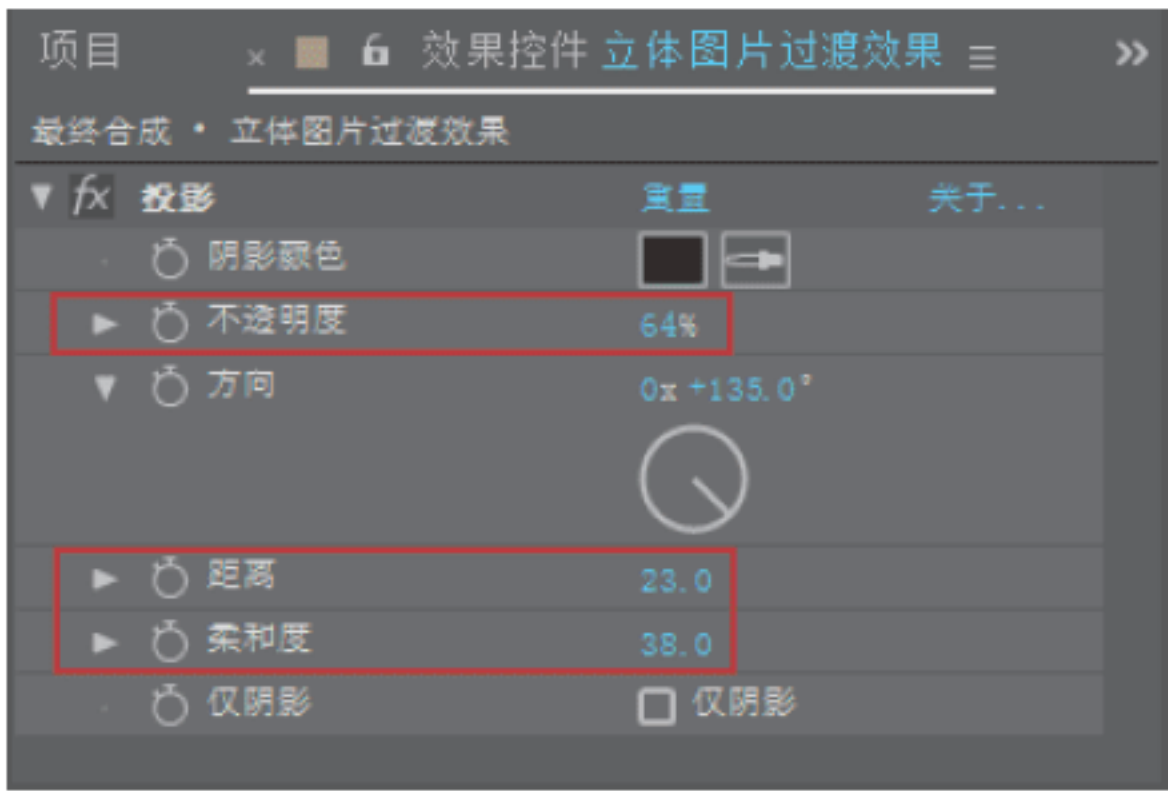 项目 × 效果控件 立体图片过渡效果 ≡ »
最终合成 • 立体图片过渡效果
fx 投影 重置 关于...
阴影颜色
不透明度 64%
方向 0x +135.0°
距离 23.0
柔和度 38.0
仅阴影 仅阴影